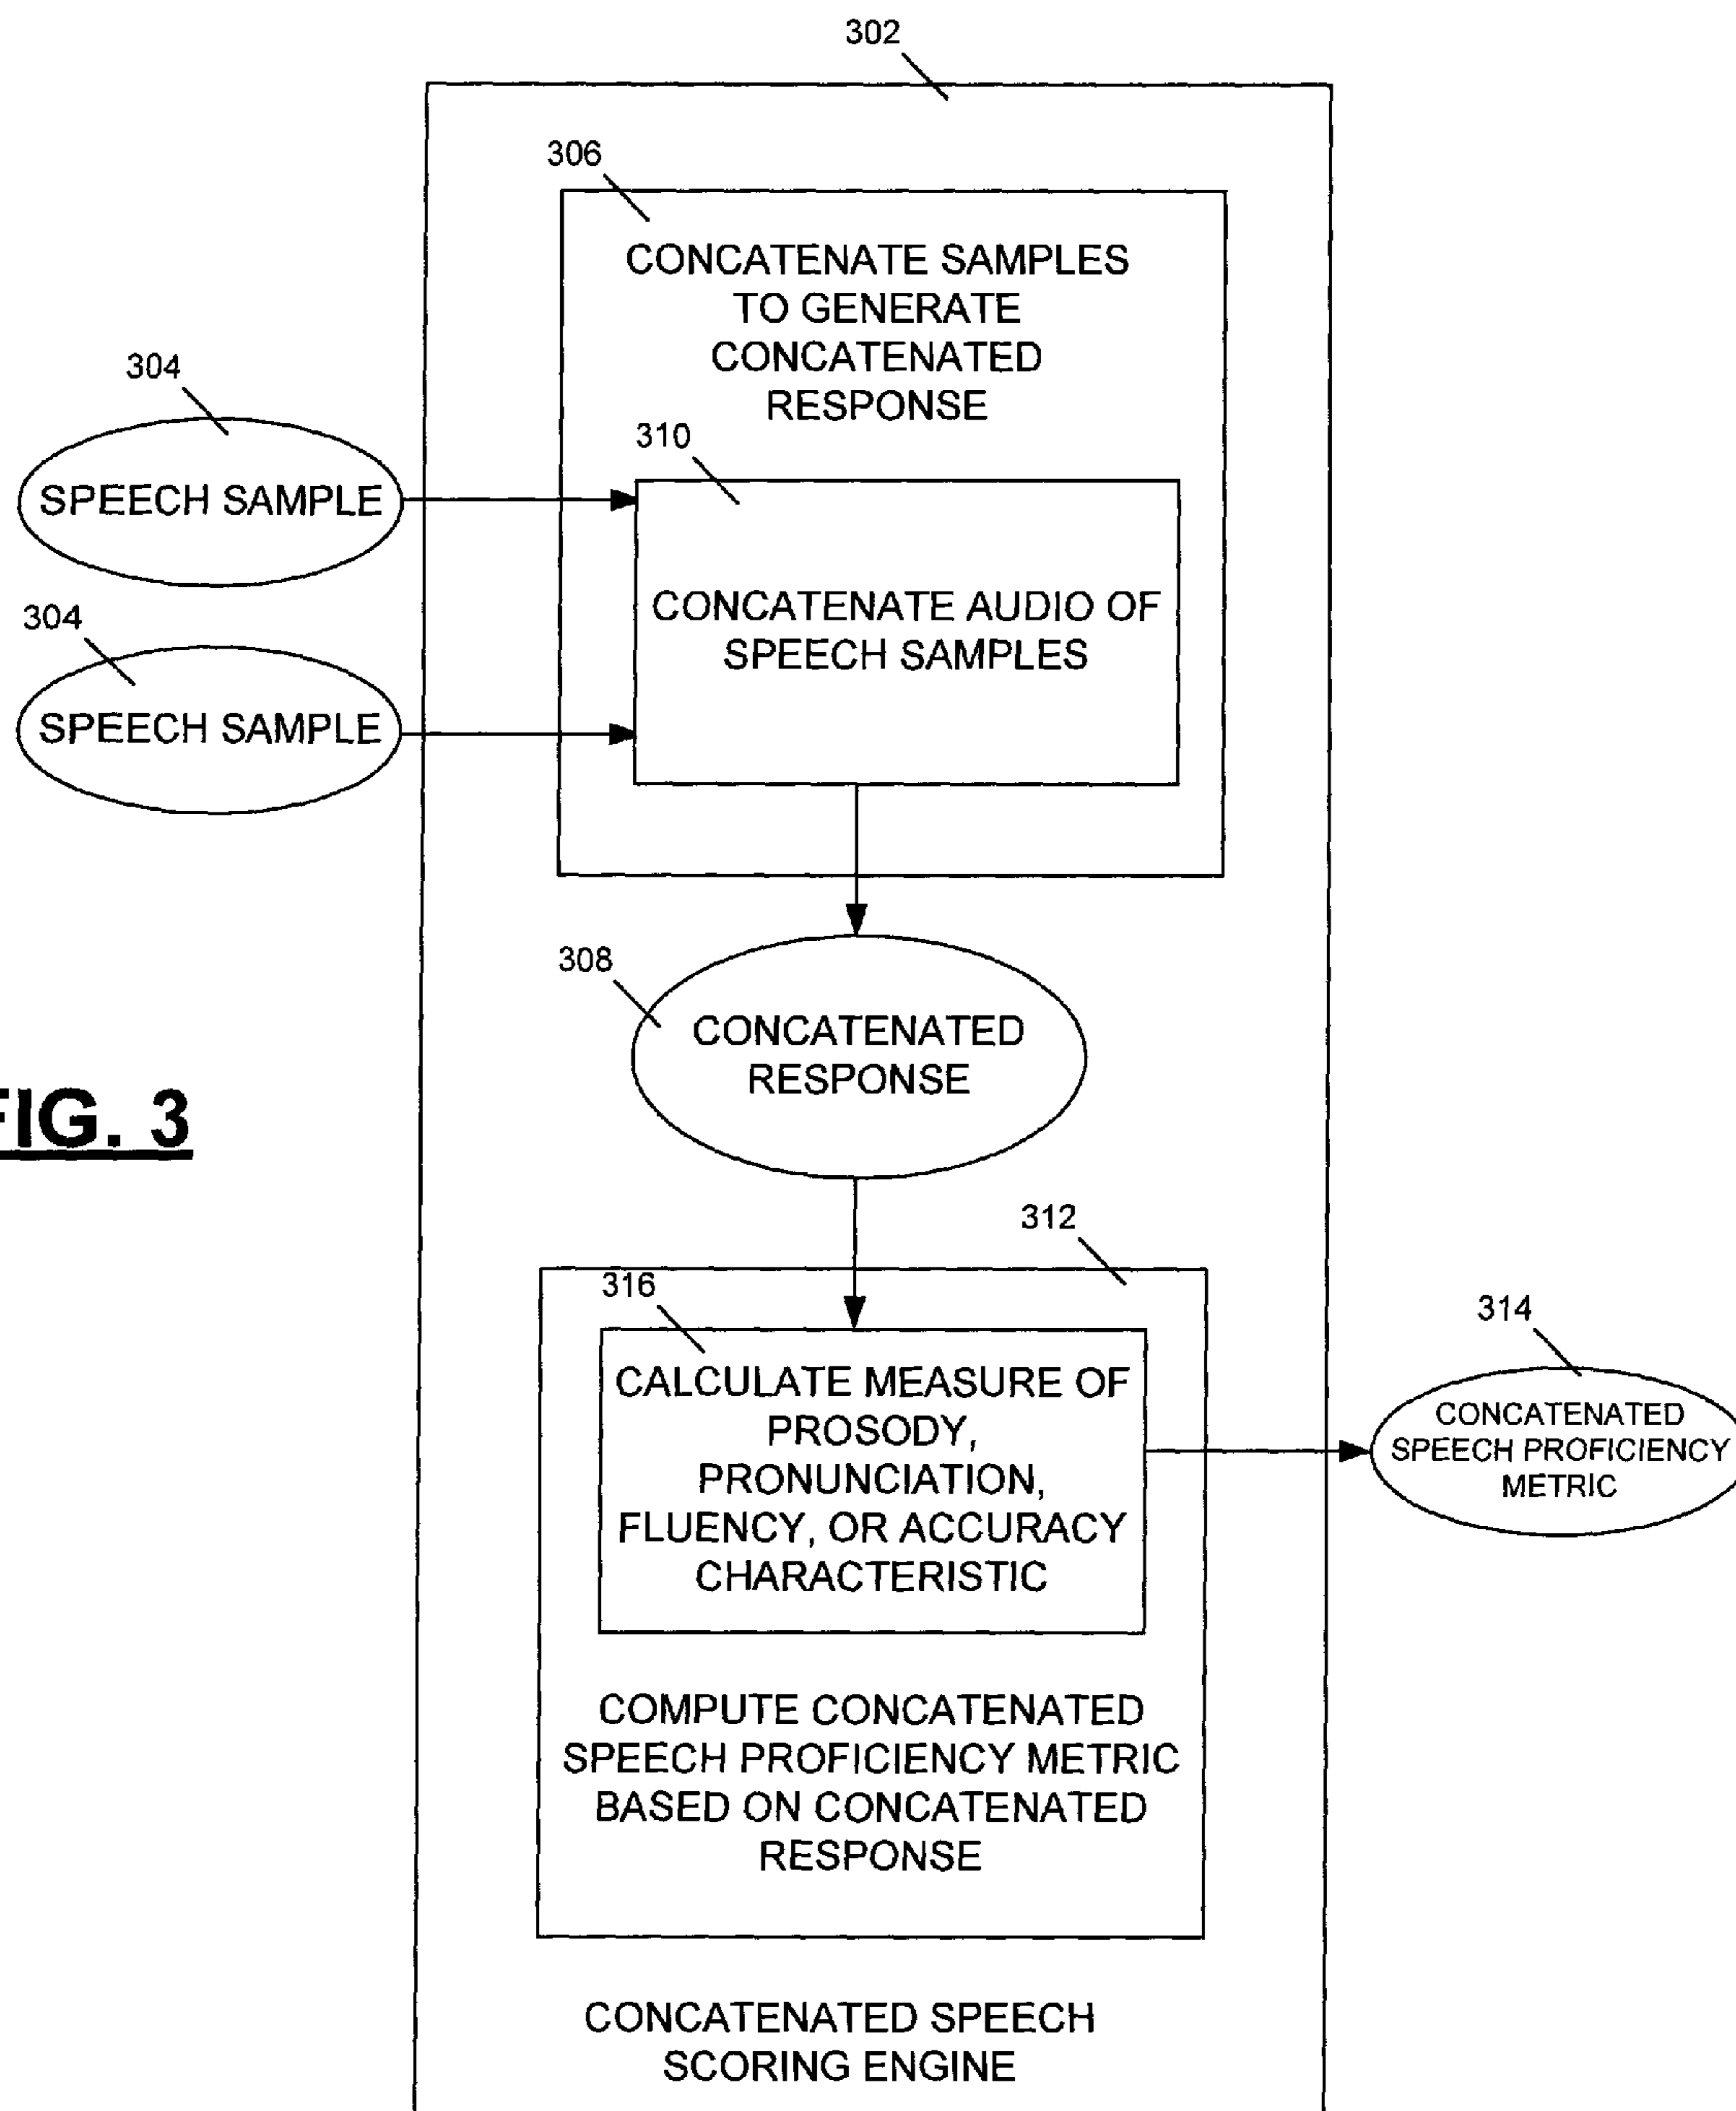 302
306
CONCATENATE SAMPLES
TO GENERATE
CONCATENATED
RESPONSE
304
310
SPEECH SAMPLE
CONCATENATE AUDIO OF
SPEECH SAMPLES
304
SPEECH SAMPLE
308
CONCATENATED
RESPONSE
FIG. 3
312
316
CALCULATE MEASURE OF
PROSODY,
PRONUNCIATION,
FLUENCY, OR ACCURACY
CHARACTERISTIC
314
CONCATENATED
SPEECH PROFICIENCY
METRIC
COMPUTE CONCATENATED
SPEECH PROFICIENCY METRIC
BASED ON CONCATENATED
RESPONSE
CONCATENATED SPEECH
SCORING ENGINE